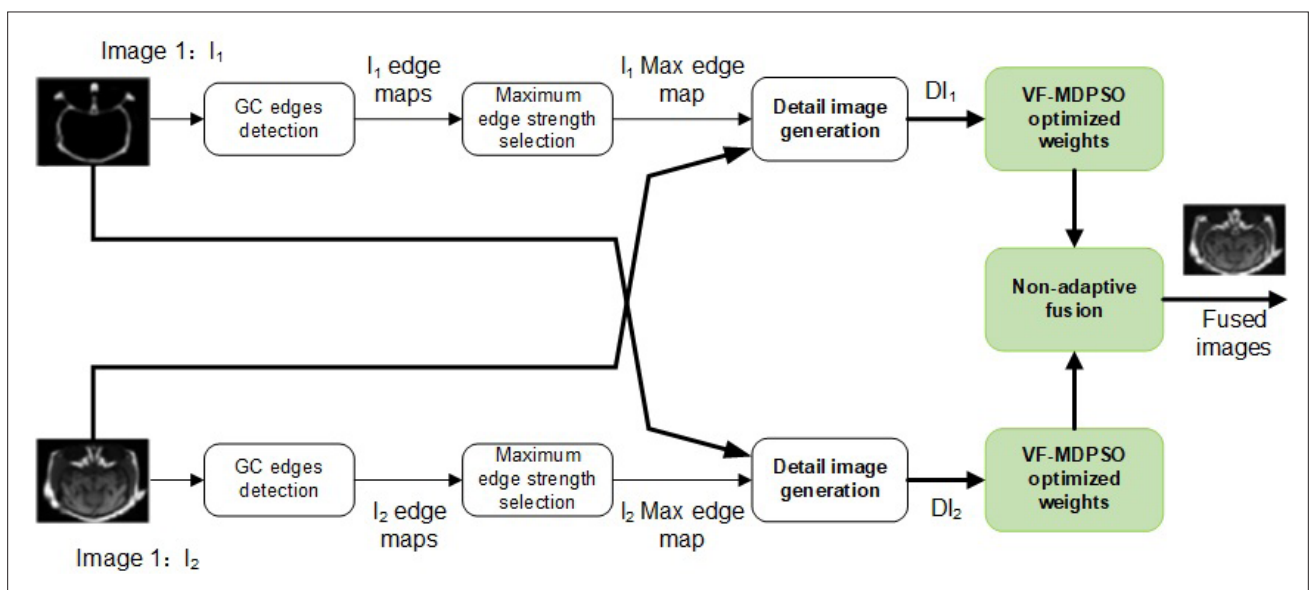 Image 1: I₁
GC edges
detection
I₁ edge
maps
Maximum
edge strength
selection
I₁ Max edge
map
Detail image
generation
DI₁
VF-MDPSO
optimized
weights
Non-adaptive
fusion
Fused
images
GC edges
detection
I₂ edge
maps
Maximum
edge strength
selection
I₂ Max edge
map
Detail image
generation
DI₂
VF-MDPSO
optimized
weights
Image 1: I₂